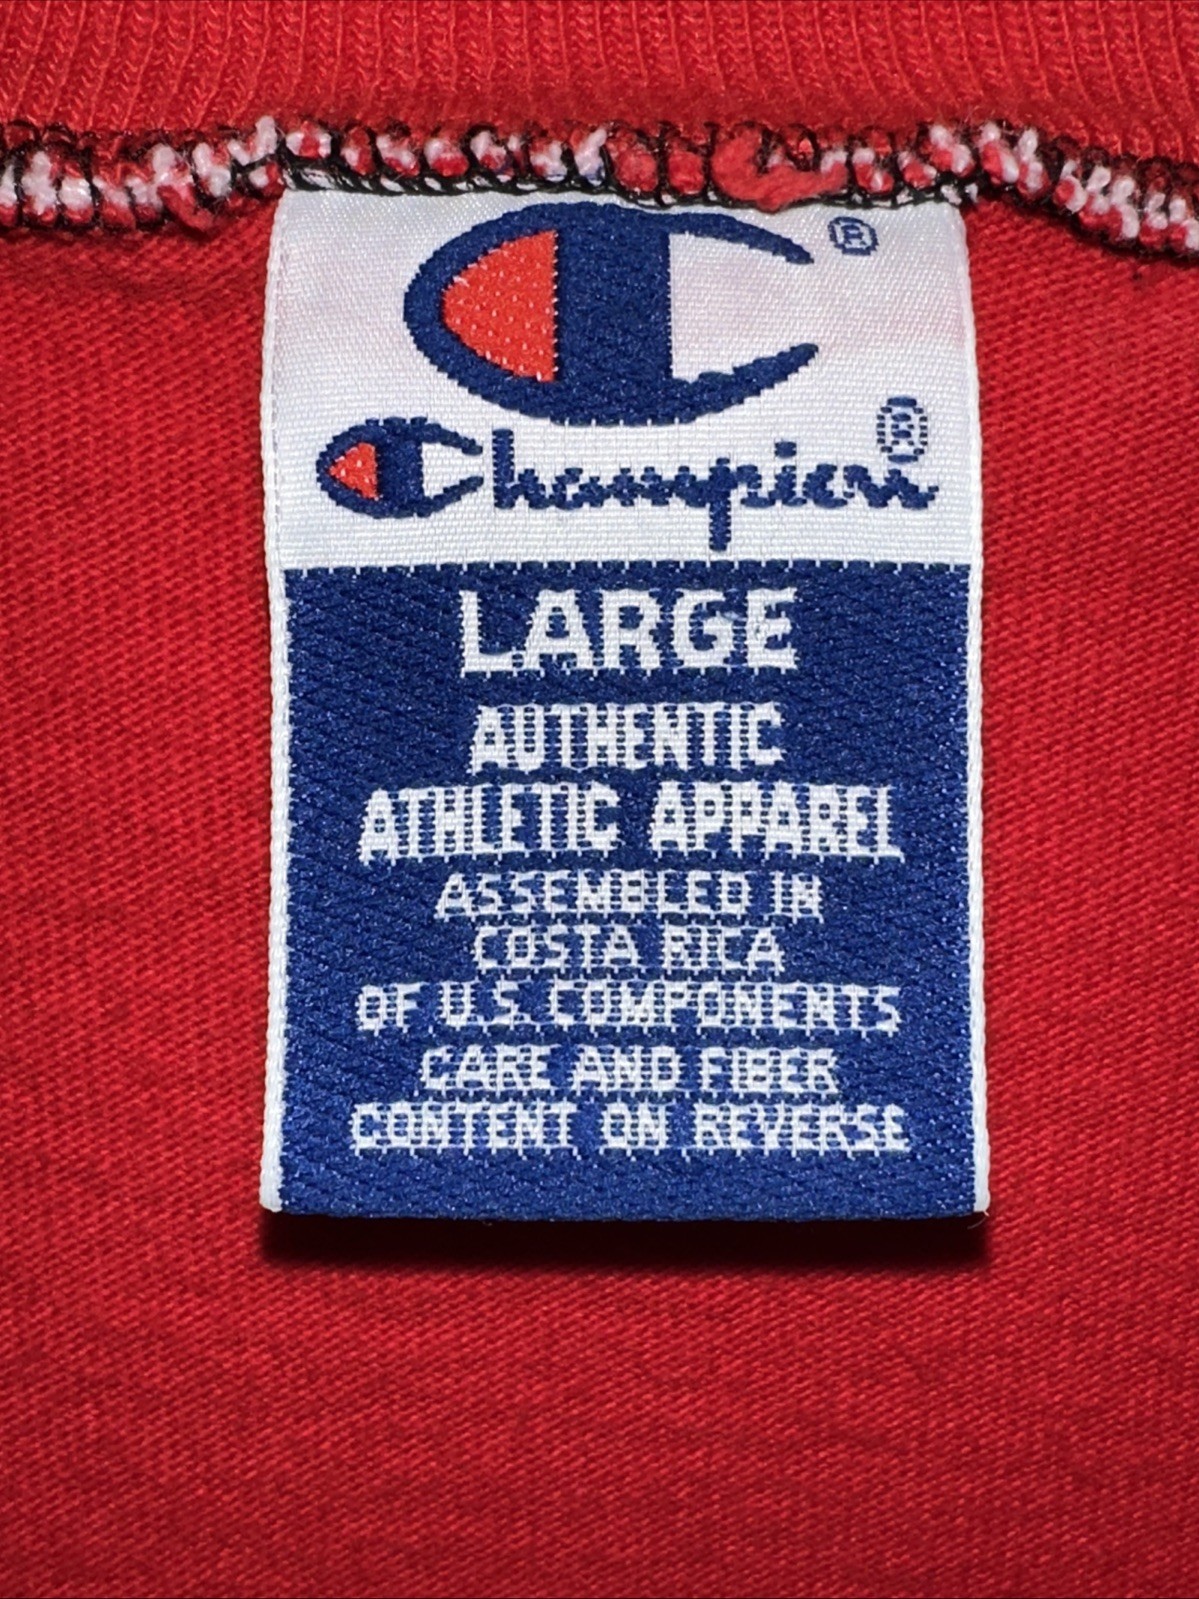 ®
Champion®
LARGE
AUTHENTIC
ATHLETIC APPAREL
ASSEMBLED IN
COSTA RICA
OF U.S. COMPONENTS
CARE AND FIBER
CONTENT ON REVERSE